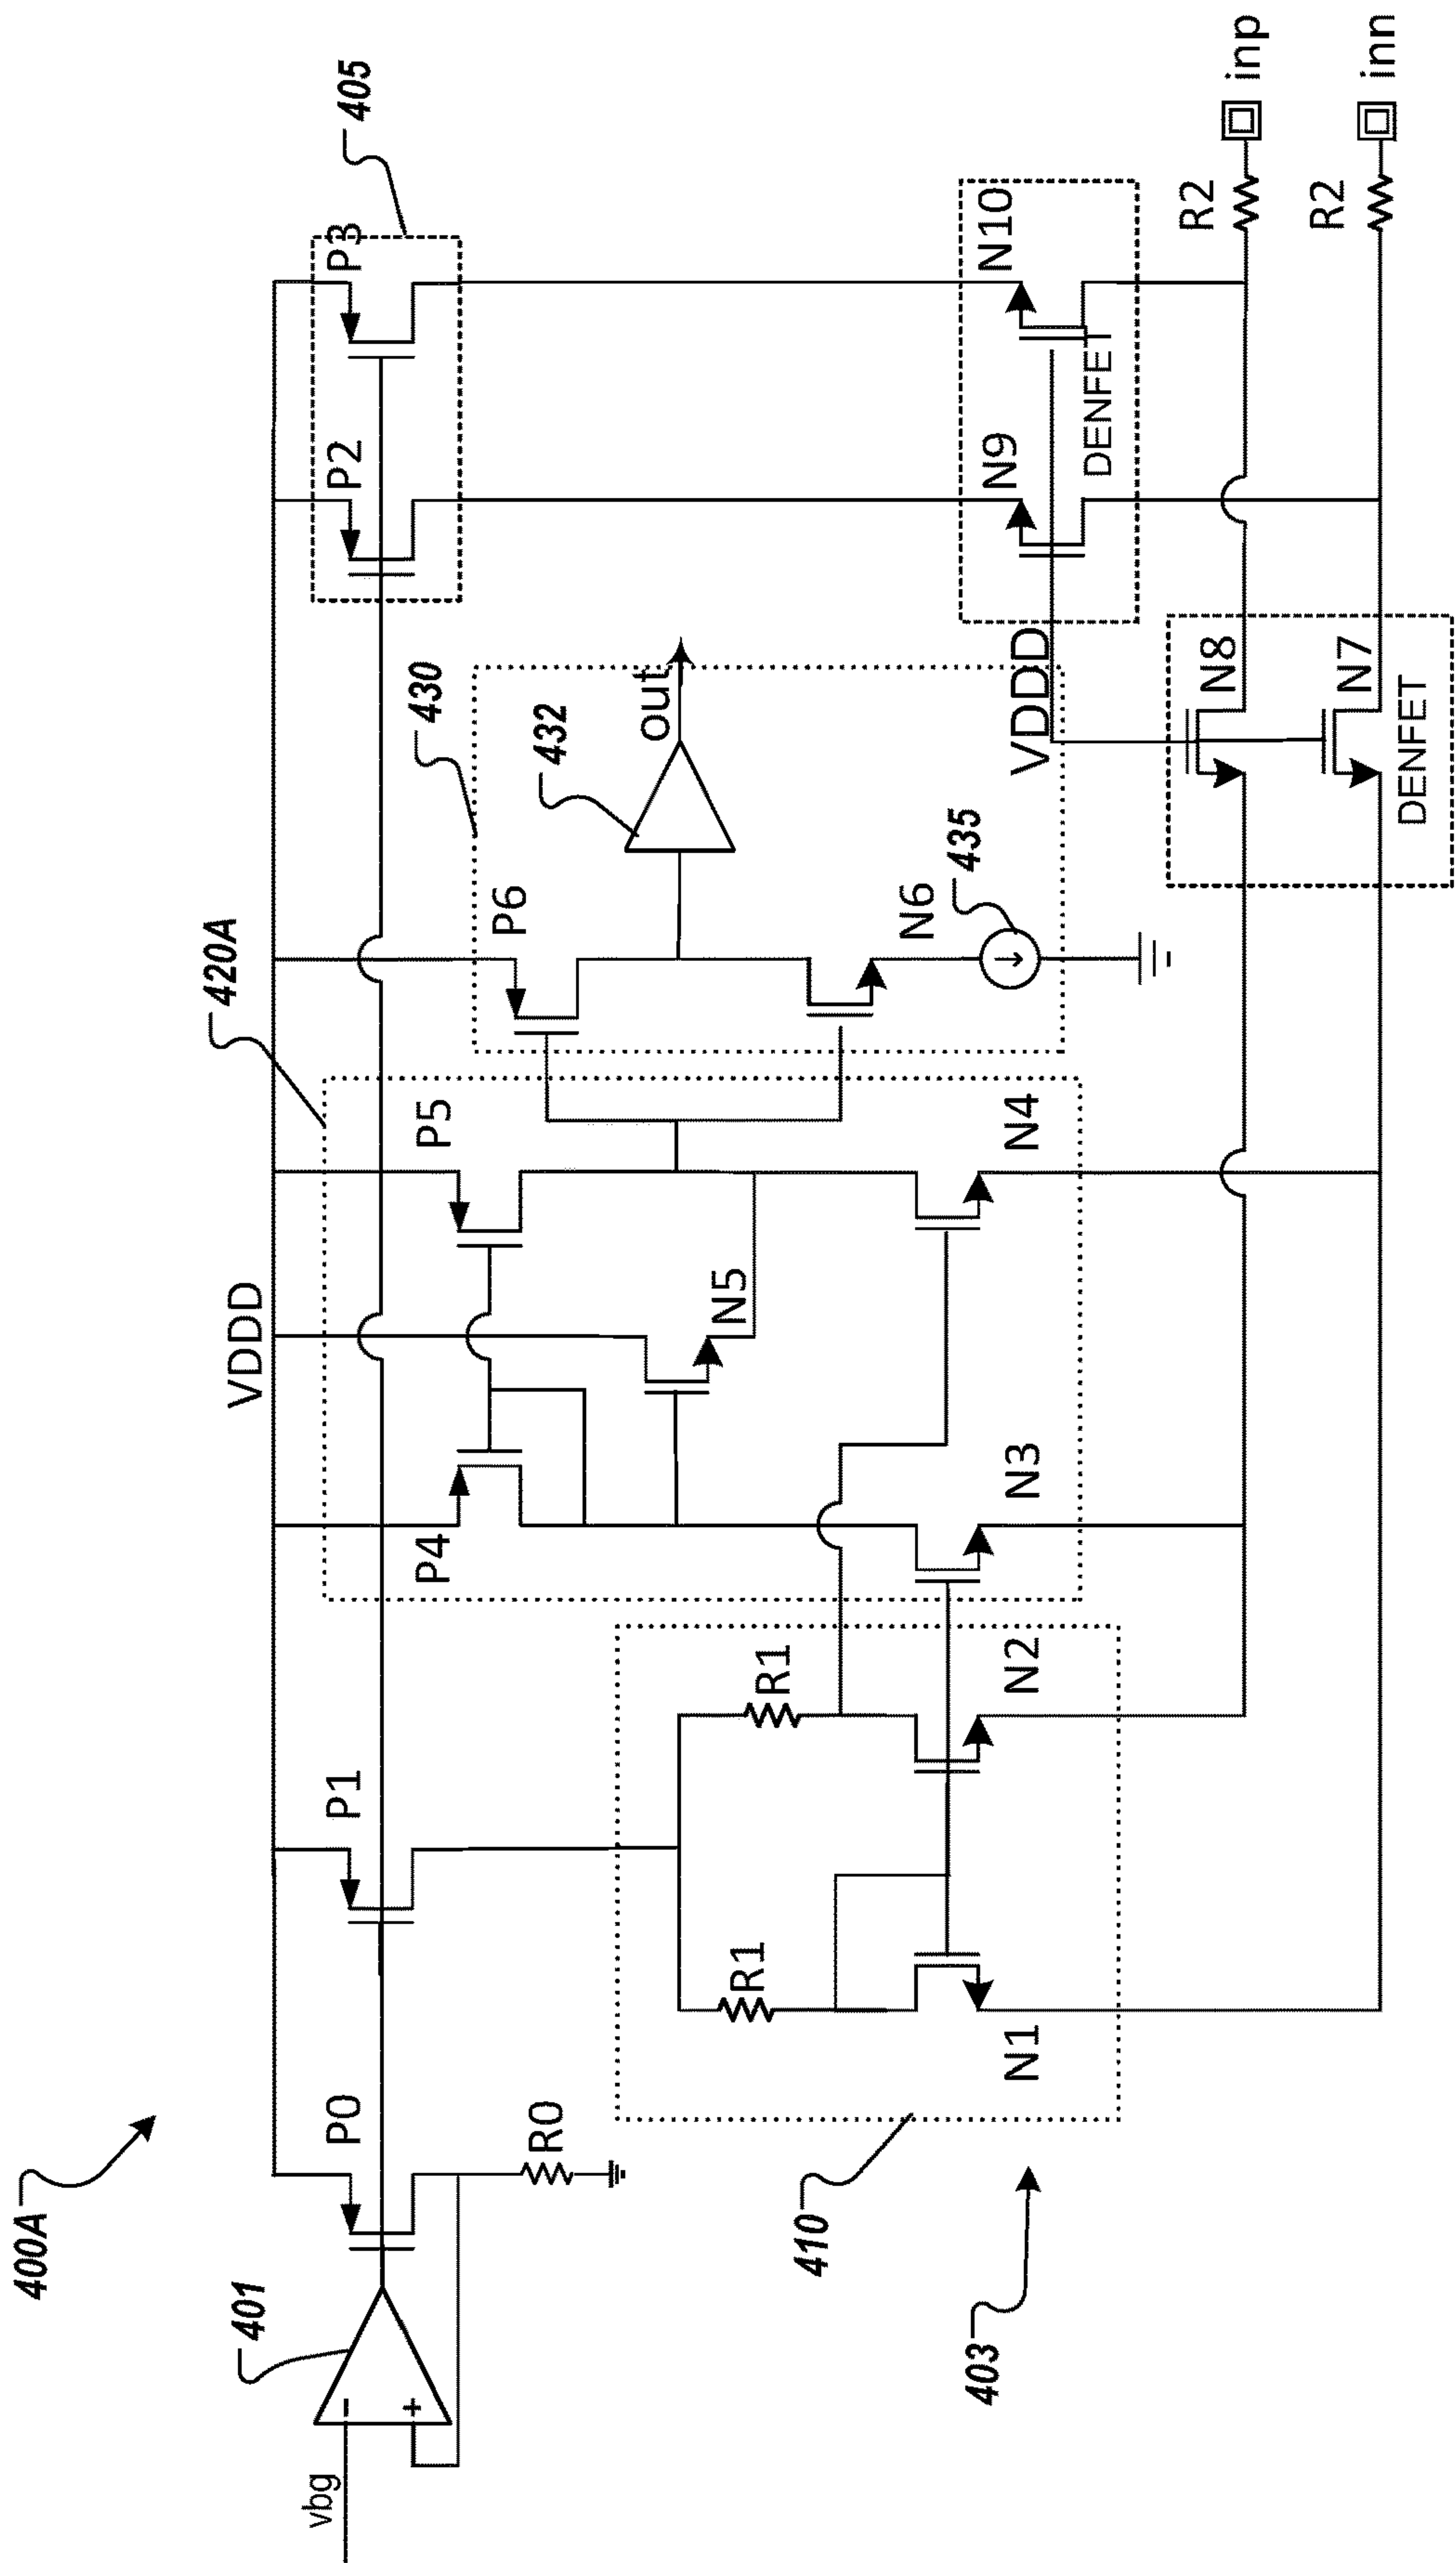 400A
401
vbg
−
+
P0
R0
P1
VDDD
420A
P4
P5
N5
N3
N4
410
403
R1
R1
N1
N2
430
P6
432
out
N6
435
405
P2
P3
N9
N10
DENFET
VDDD
N8
N7
DENFET
R2
inp
R2
inn